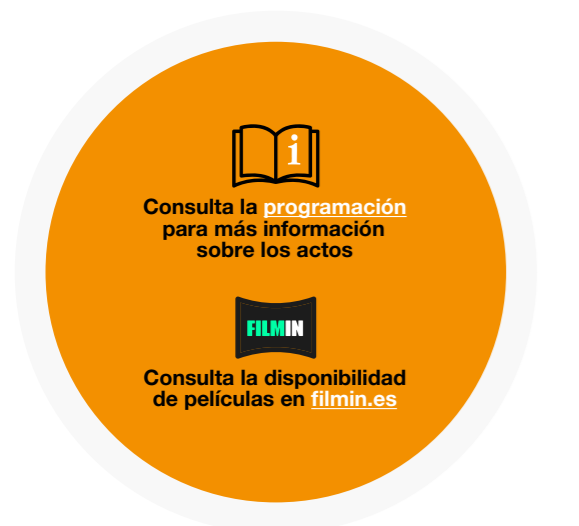 i
Consulta la programación
para más información
sobre los actos
FILMIN
Consulta la disponibilidad
de películas en filmin.es